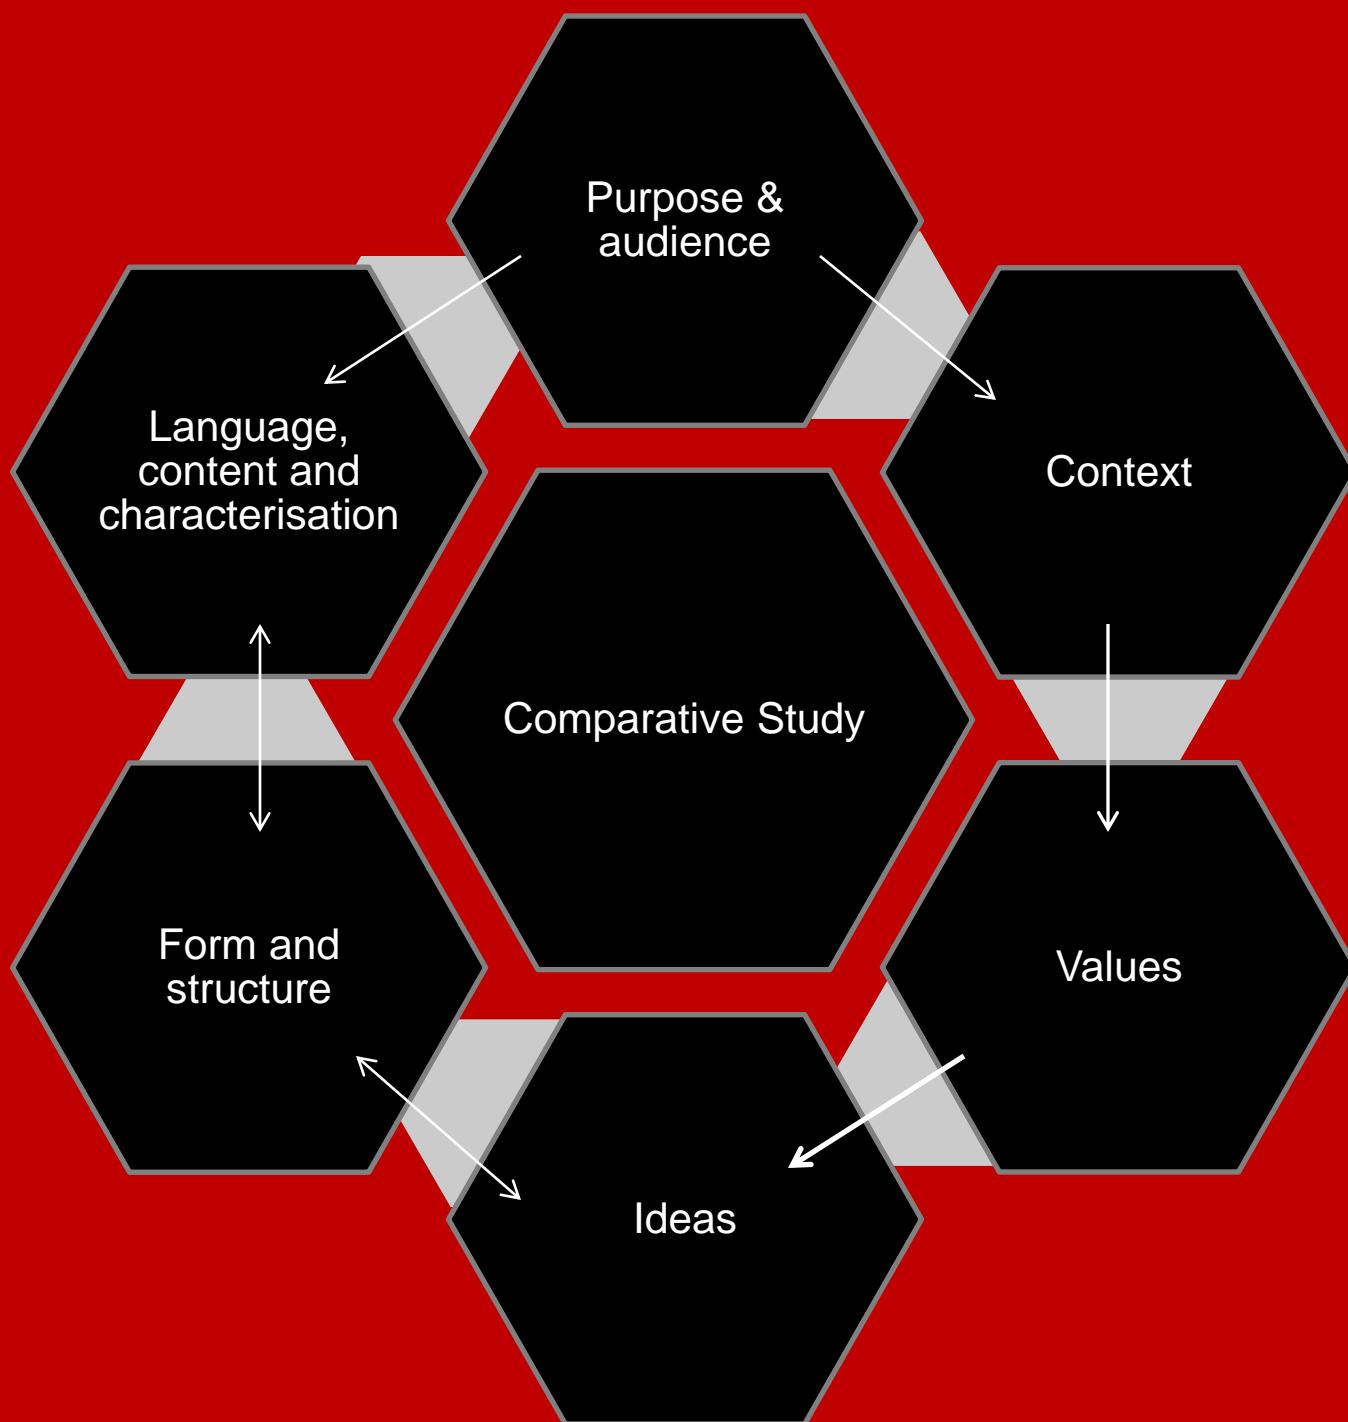 Purpose &
audience
Language,
content and
characterisation
Context
Comparative Study
Form and
structure
Values
Ideas